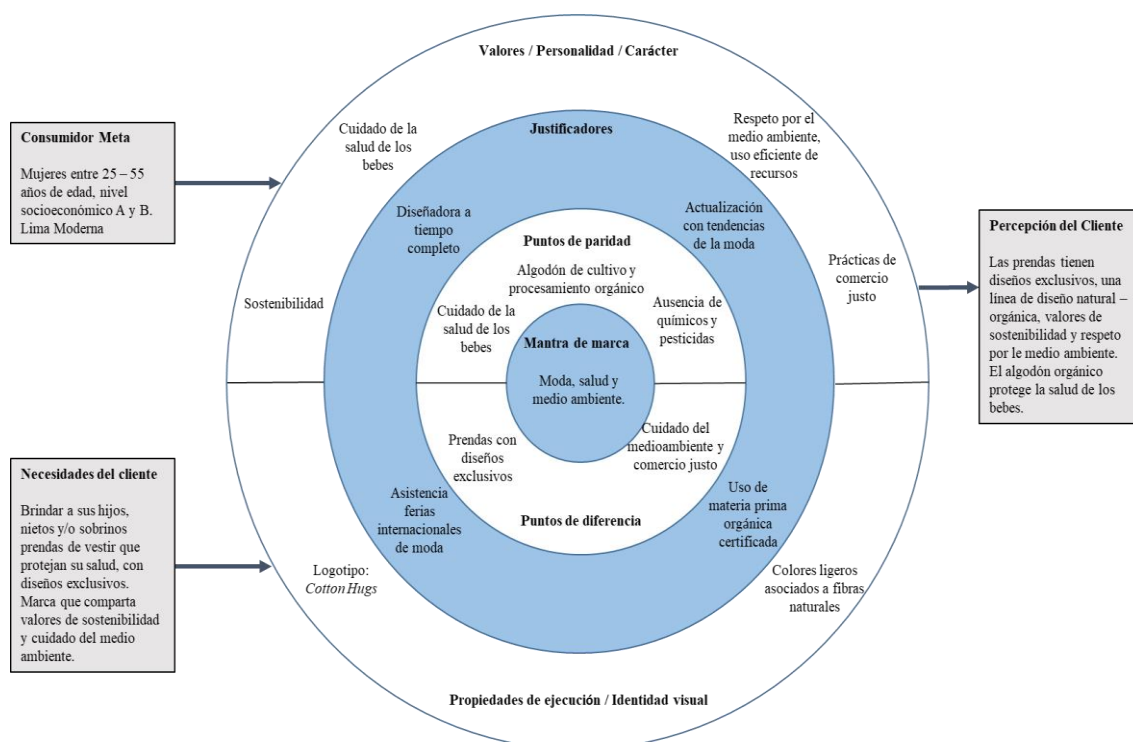 Valores / Personalidad / Carácter
Consumidor Meta
Mujeres entre 25 – 55
años de edad, nivel
socioeconómico A y B.
Lima Moderna
Necesidades del cliente
Brindar a sus hijos,
nietos y/o sobrinos
prendas de vestir que
protejan su salud, con
diseños exclusivos.
Marca que comparta
valores de sostenibilidad
y cuidado del medio
ambiente.
Cuidado de la
salud de los
bebes
Respeto por el
medio ambiente,
uso eficiente de
recursos
Sostenibilidad
Prácticas de
comercio
justo
Justificadores
Diseñadora a
tiempo
completo
Actualización
con tendencias
de la moda
Puntos de paridad
Algodón de cultivo y
procesamiento orgánico
Cuidado de la
salud de los
bebes
Ausencia de
químicos y
pesticidas
Mantra de marca
Moda, salud y
medio ambiente.
Prendas con
diseños
exclusivos
Cuidado del
medioambiente y
comercio justo
Puntos de diferencia
Asistencia
ferias
internacionales
de moda
Uso de
materia prima
orgánica
certificada
Logotipo:
Cotton Hugs
Colores ligeros
asociados a fibras
naturales
Propiedades de ejecución / Identidad visual
Percepción del Cliente
Las prendas tienen
diseños exclusivos, una
línea de diseño natural –
orgánica, valores de
sostenibilidad y respeto
por le medio ambiente.
El algodón orgánico
protege la salud de los
bebes.